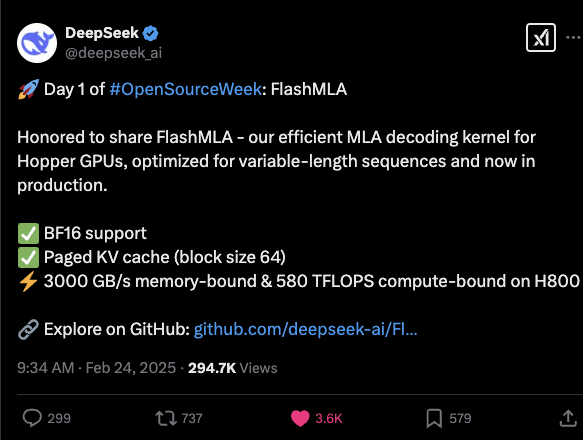 DeepSeek
@deepseek_ai
🚀 Day 1 of #OpenSourceWeek: FlashMLA
Honored to share FlashMLA - our efficient MLA decoding kernel for
Hopper GPUs, optimized for variable-length sequences and now in
production.
✅ BF16 support
✅ Paged KV cache (block size 64)
⚡ 3000 GB/s memory-bound & 580 TFLOPS compute-bound on H800
🔗 Explore on GitHub: github.com/deepseek-ai/Fl…
9:34 AM · Feb 24, 2025 · 294.7K Views
299 737 3.6K 579